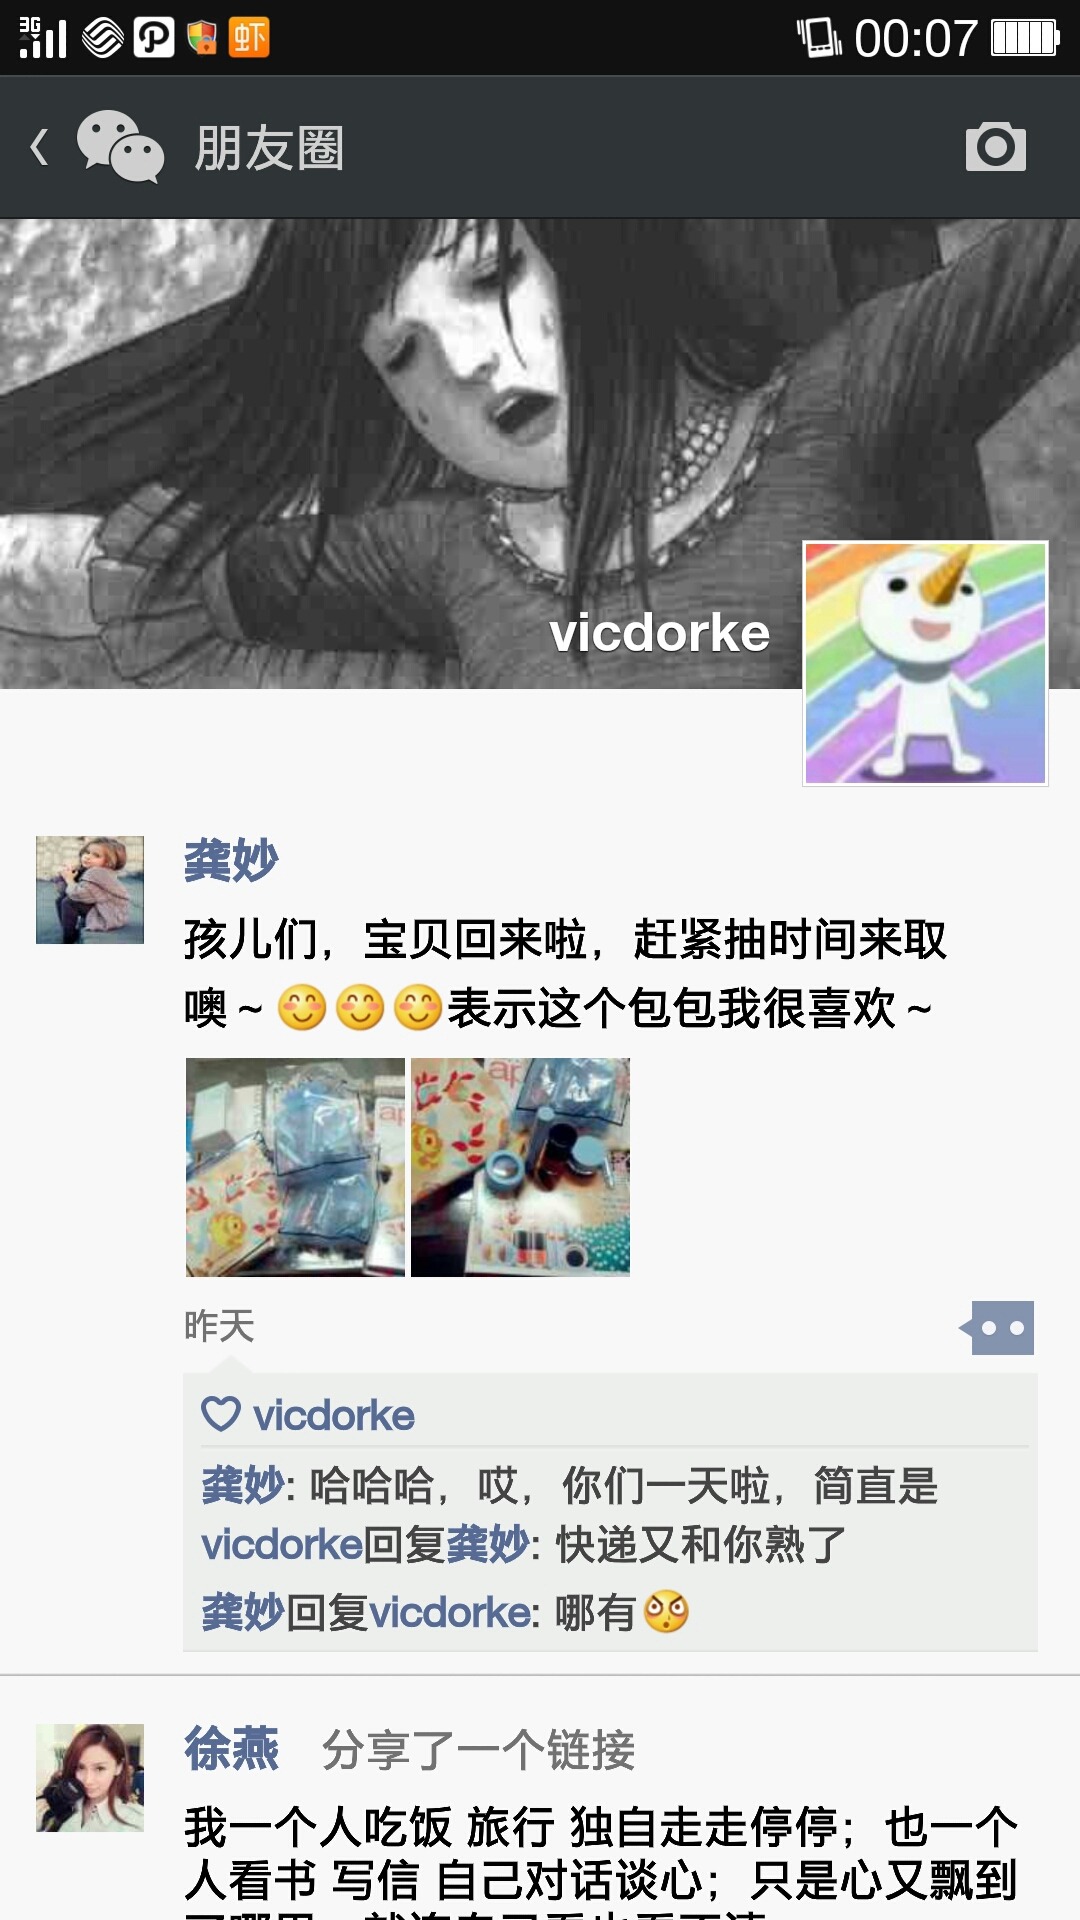 3G
虾
00:07
朋友圈
vicdorke
龚妙
孩儿们，宝贝回来啦，赶紧抽时间来取
噢~😊😊😊表示这个包包我很喜欢~
ap
ap
昨天
vicdorke
龚妙: 哈哈哈，哎，你们一天啦，简直是
vicdorke回复龚妙: 快递又和你熟了
龚妙回复vicdorke: 哪有
徐燕 分享了一个链接
我一个人吃饭 旅行 独自走走停停；也一个
人看书 写信 自己对话谈心；只是心又飘到